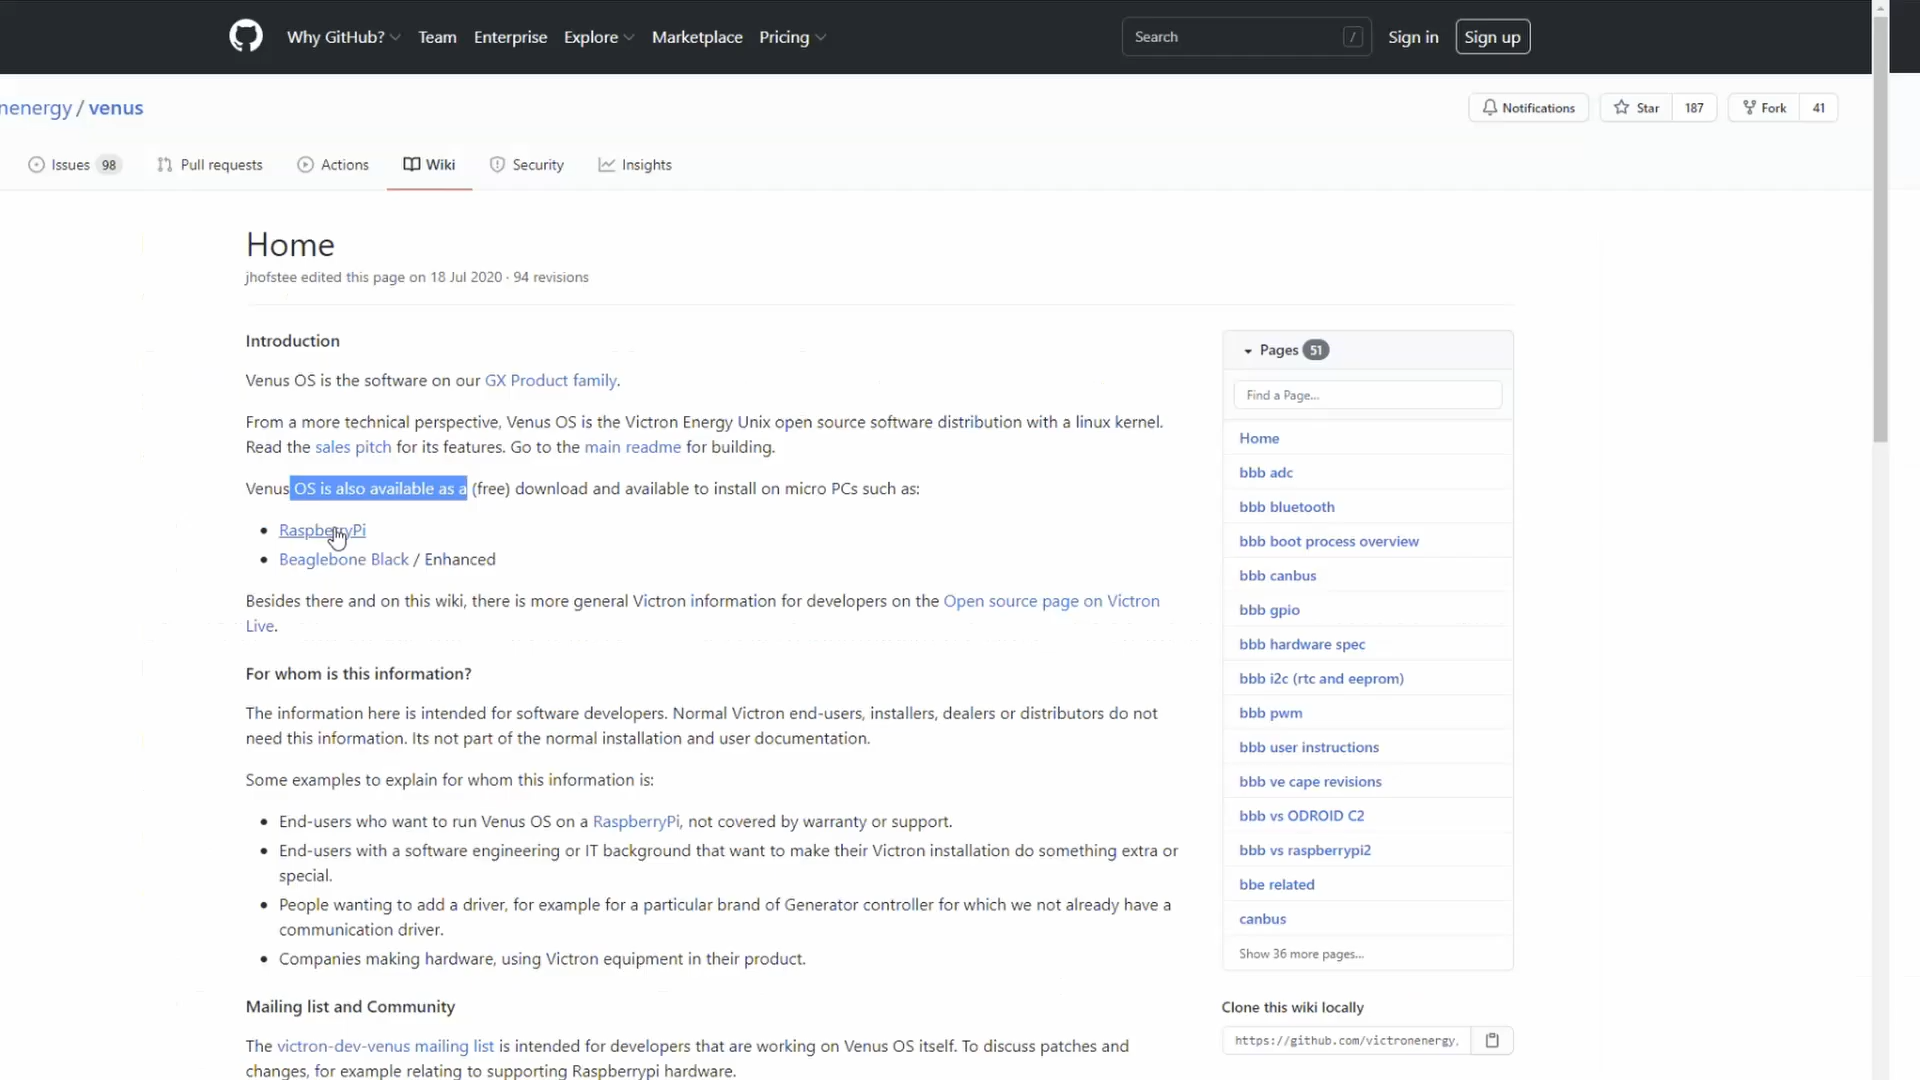 Why GitHub? Team Enterprise Explore Marketplace Pricing Search / Sign in Sign up
nenergy / venus Notifications Star 187 Fork 41
Issues 98 Pull requests Actions Wiki Security Insights
Home
jhofstee edited this page on 18 Jul 2020 · 94 revisions
Introduction
Venus OS is the software on our GX Product family.
From a more technical perspective, Venus OS is the Victron Energy Unix open source software distribution with a linux kernel.
Read the sales pitch for its features. Go to the main readme for building.
Venus OS is also available as a (free) download and available to install on micro PCs such as:
RaspberryPi
Beaglebone Black / Enhanced
Besides there and on this wiki, there is more general Victron information for developers on the Open source page on Victron
Live.
For whom is this information?
The information here is intended for software developers. Normal Victron end-users, installers, dealers or distributors do not
need this information. Its not part of the normal installation and user documentation.
Some examples to explain for whom this information is:
End-users who want to run Venus OS on a RaspberryPi, not covered by warranty or support.
End-users with a software engineering or IT background that want to make their Victron installation do something extra or
special.
People wanting to add a driver, for example for a particular brand of Generator controller for which we not already have a
communication driver.
Companies making hardware, using Victron equipment in their product.
Mailing list and Community
The victron-dev-venus mailing list is intended for developers that are working on Venus OS itself. To discuss patches and
changes, for example relating to supporting Raspberrypi hardware.
Pages 51
Find a Page...
Home
bbb adc
bbb bluetooth
bbb boot process overview
bbb canbus
bbb gpio
bbb hardware spec
bbb i2c (rtc and eeprom)
bbb pwm
bbb user instructions
bbb ve cape revisions
bbb vs ODROID C2
bbb vs raspberrypi2
bbe related
canbus
Show 36 more pages...
Clone this wiki locally
https://github.com/victronenergy.